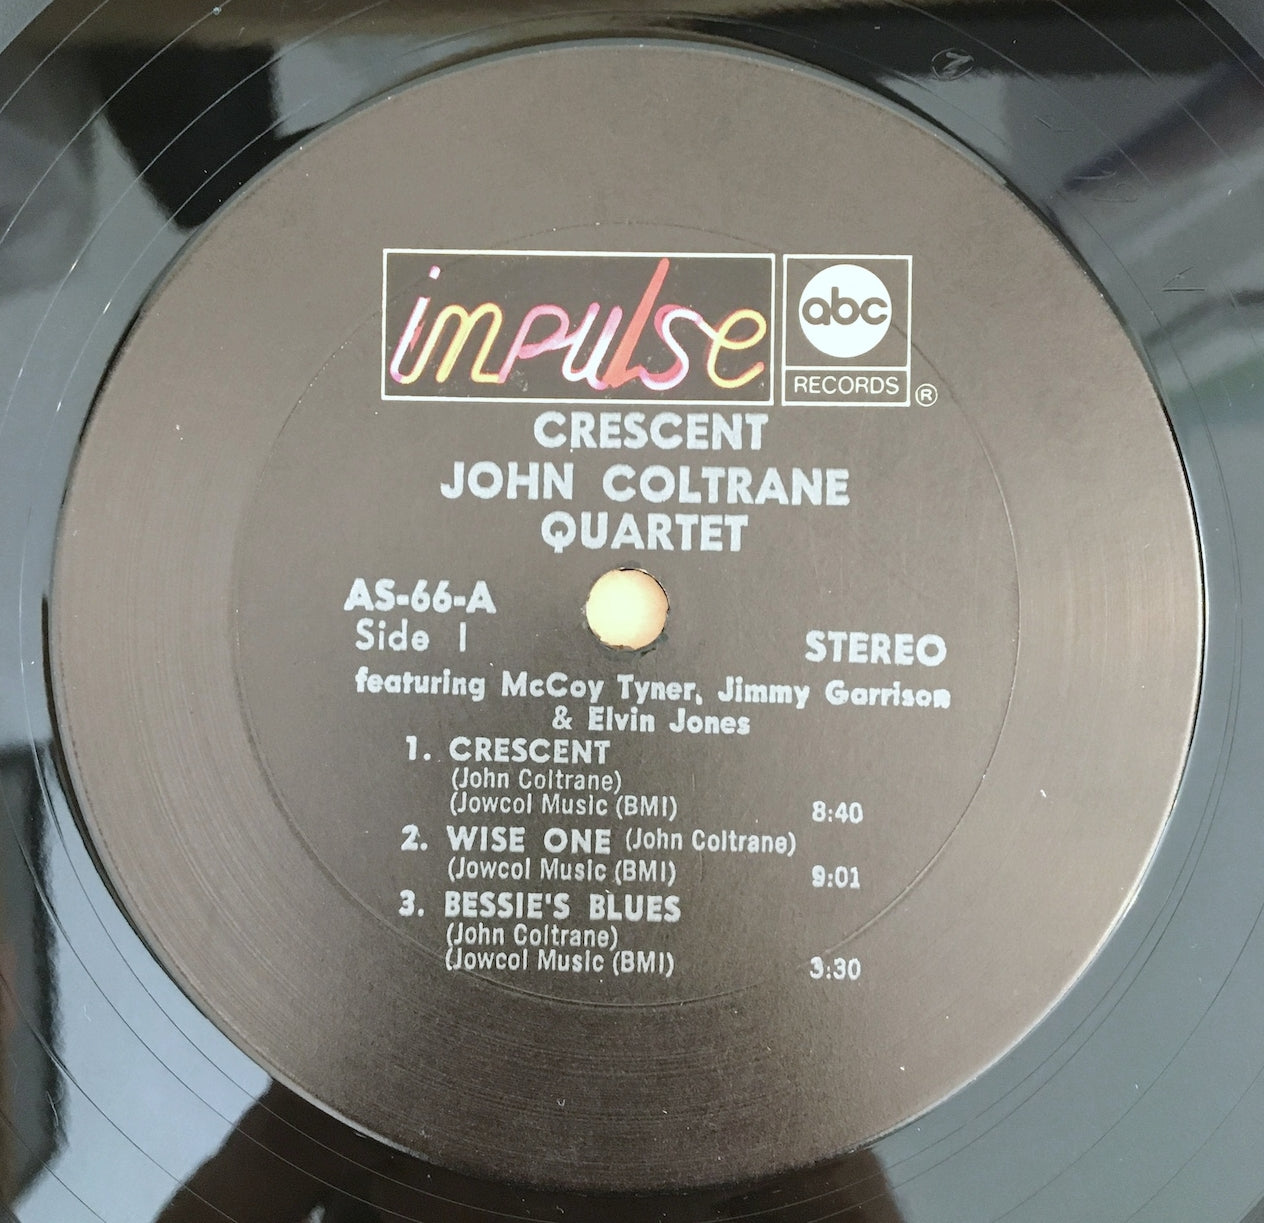 impulse
abc
RECORDS ®
CRESCENT
JOHN COLTRANE
QUARTET
AS-66-A
Side 1
STEREO
featuring McCoy Tyner, Jimmy Garrison
& Elvin Jones
1. CRESCENT
(John Coltrane)
(Jowcol Music (BMI) 8:40
2. WISE ONE (John Coltrane)
(Jowcol Music (BMI) 9:01
3. BESSIE'S BLUES
(John Coltrane)
(Jowcol Music (BMI) 3:30